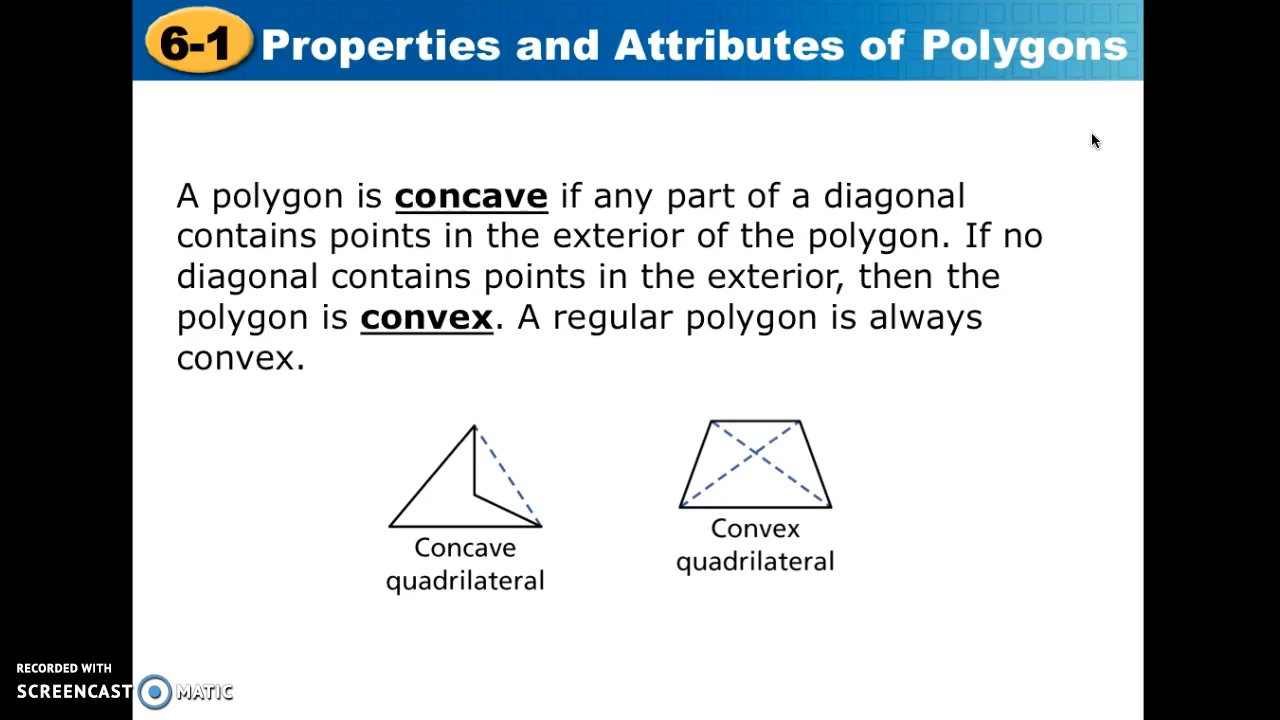 6-1 Properties and Attributes of Polygons
A polygon is concave if any part of a diagonal
contains points in the exterior of the polygon. If no
diagonal contains points in the exterior, then the
polygon is convex. A regular polygon is always
convex.
Concave
quadrilateral
Convex
quadrilateral
RECORDED WITH
SCREENCAST MATIC